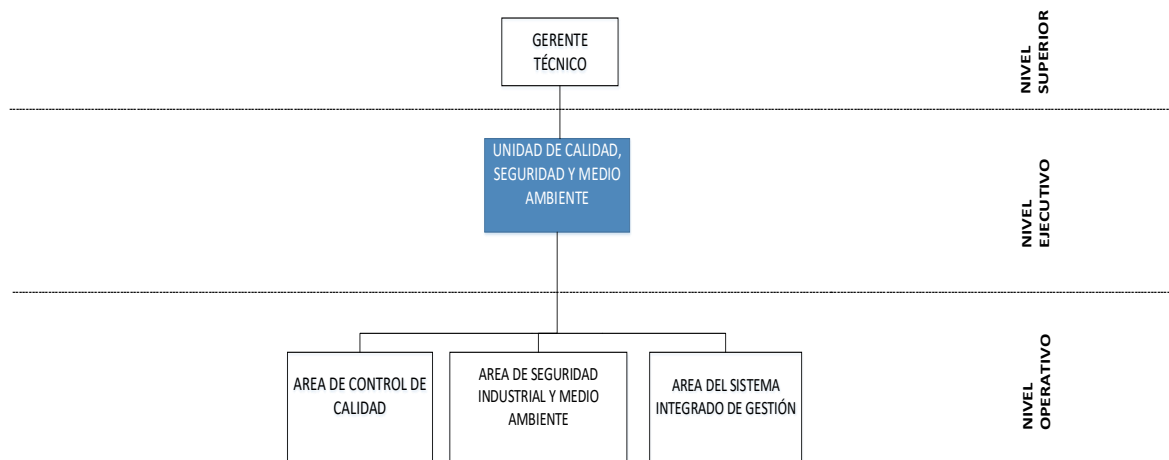 GERENTE
TÉCNICO
NIVEL
SUPERIOR
UNIDAD DE CALIDAD,
SEGURIDAD Y MEDIO
AMBIENTE
NIVEL
EJECUTIVO
AREA DE CONTROL DE
CALIDAD
AREA DE SEGURIDAD
INDUSTRIAL Y MEDIO
AMBIENTE
AREA DEL SISTEMA
INTEGRADO DE GESTIÓN
NIVEL
OPERATIVO